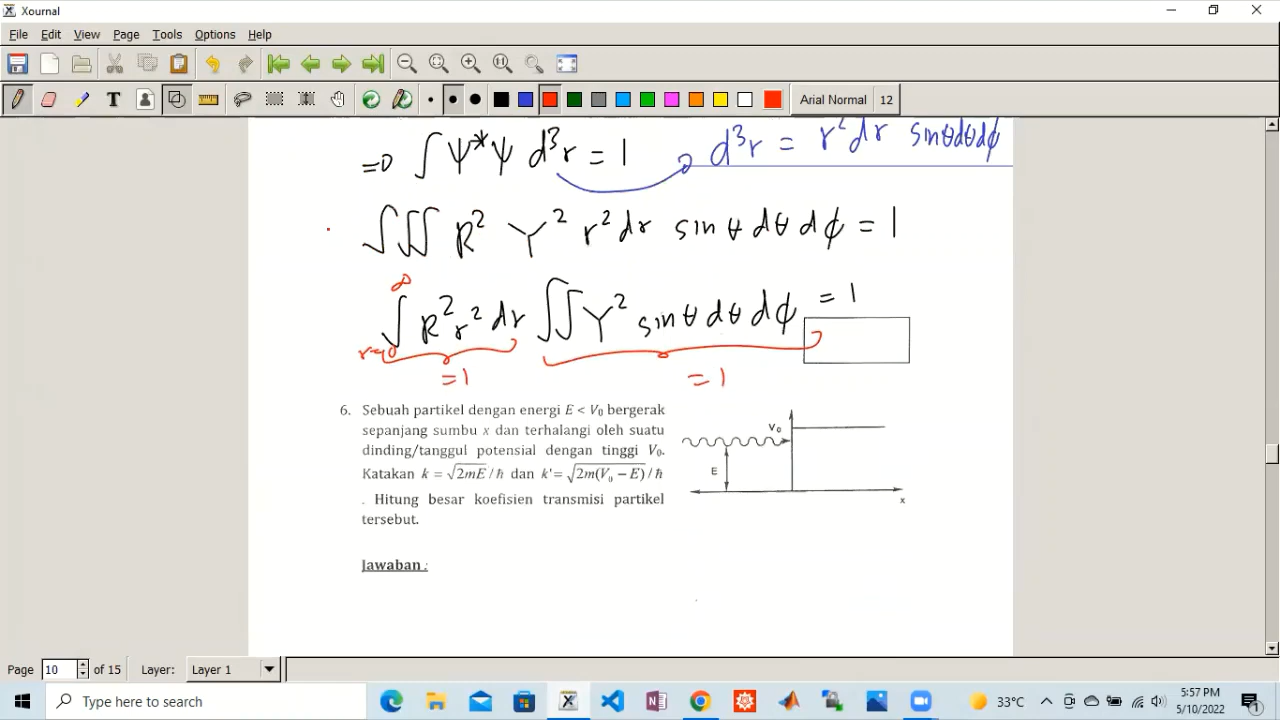 Xournal
File Edit View Page Tools Options Help
T Arial Normal 12
=> ∫ Ψ*Ψ d³r = 1 d³r = r² dr sinθdθdϕ
∫∫∫ R² Y² r² dr sin θ dθ dϕ = 1
∞
∫ R² r² dr ∫∫ Y² sinθ dθ dϕ = 1
r=0
=1 =1
6. Sebuah partikel dengan energi E < V₀ bergerak
sepanjang sumbu x dan terhalangi oleh suatu
dinding/tanggul potensial dengan tinggi V₀.
Katakan k = √2mE / ħ dan k' = √2m(V₀ − E) / ħ
. Hitung besar koefisien transmisi partikel
tersebut.
V₀
E
x
Jawaban :
Page 10 of 15 Layer: Layer 1
Type here to search
33°C
5:57 PM
5/10/2022
1